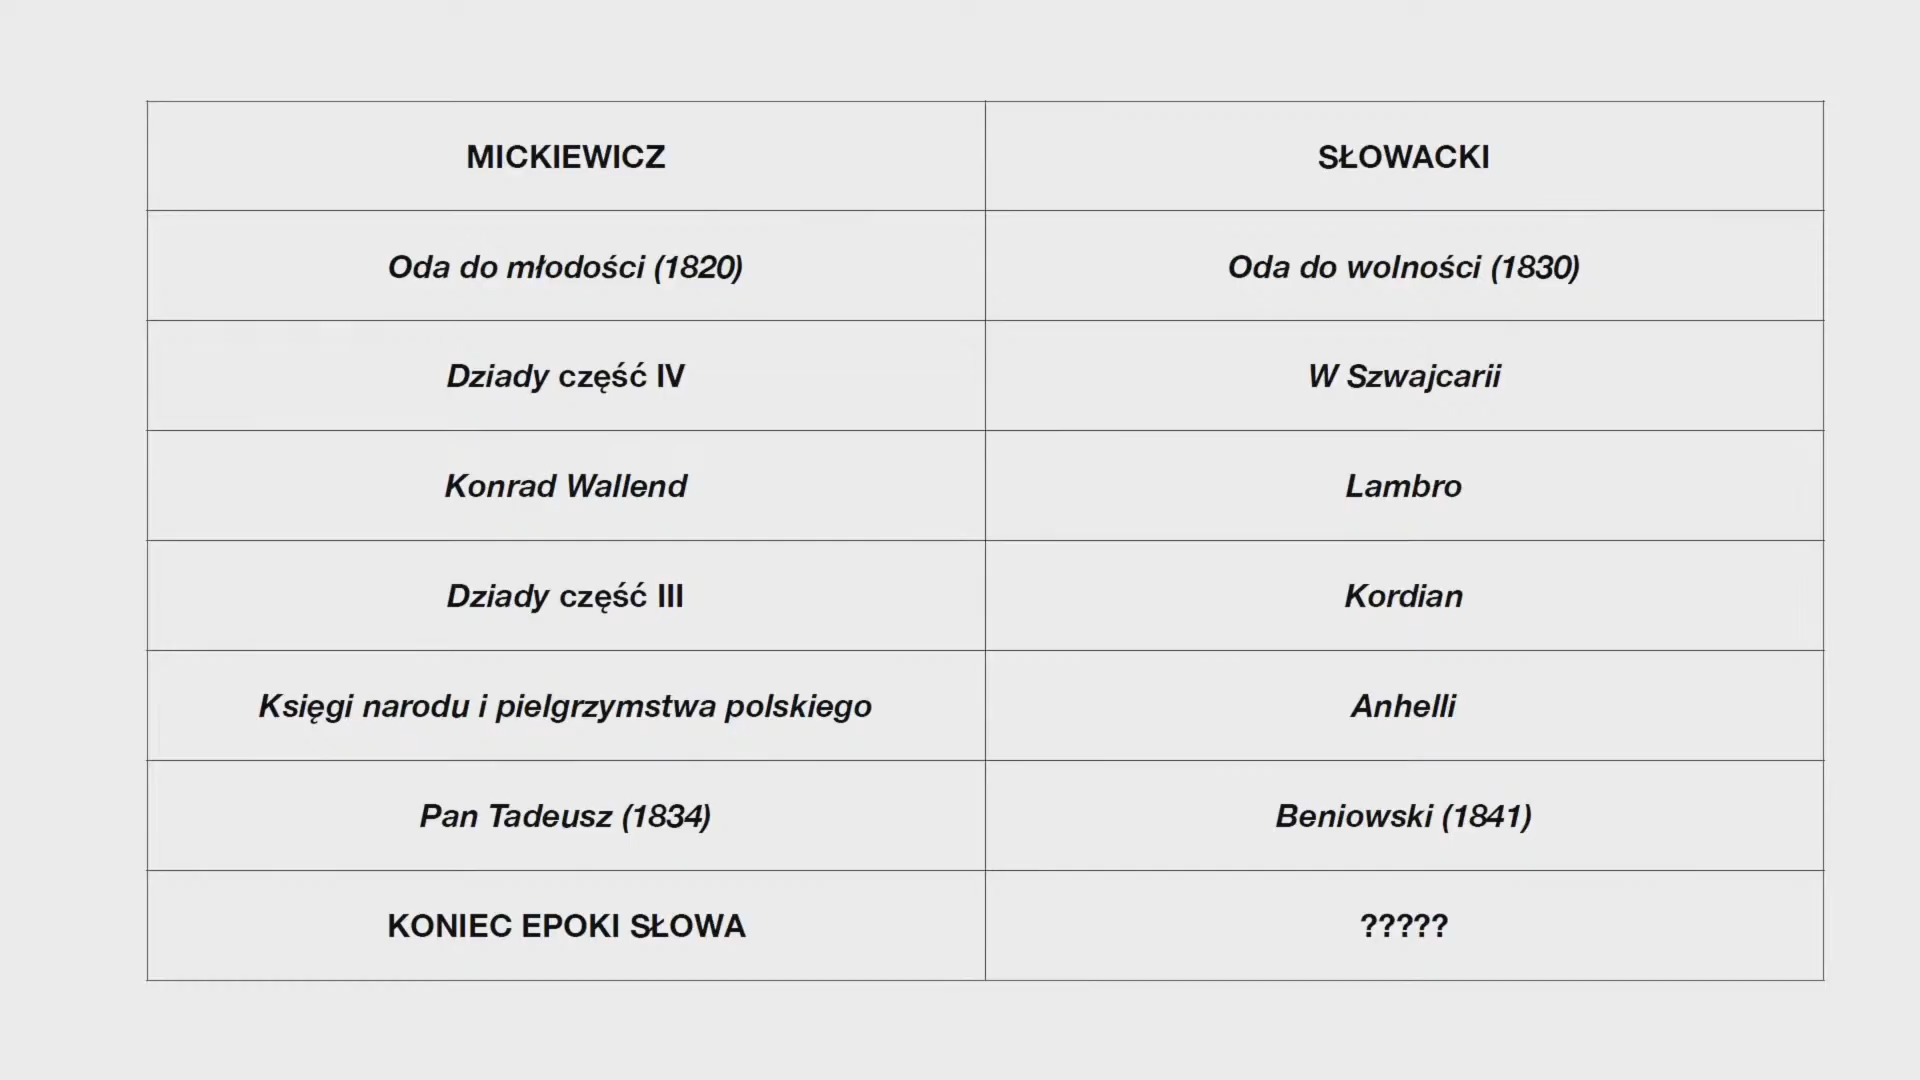 MICKIEWICZ SŁOWACKI
Oda do młodości (1820) Oda do wolności (1830)
Dziady część IV W Szwajcarii
Konrad Wallend Lambro
Dziady część III Kordian
Księgi narodu i pielgrzymstwa polskiego Anhelli
Pan Tadeusz (1834) Beniowski (1841)
KONIEC EPOKI SŁOWA ?????